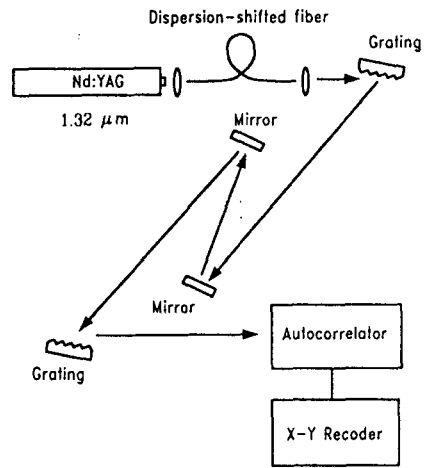 Dispersion-shifted fiber
Grating
Nd:YAG
1.32 μm
Mirror
Mirror
Grating
Autocorrelator
X-Y Recoder